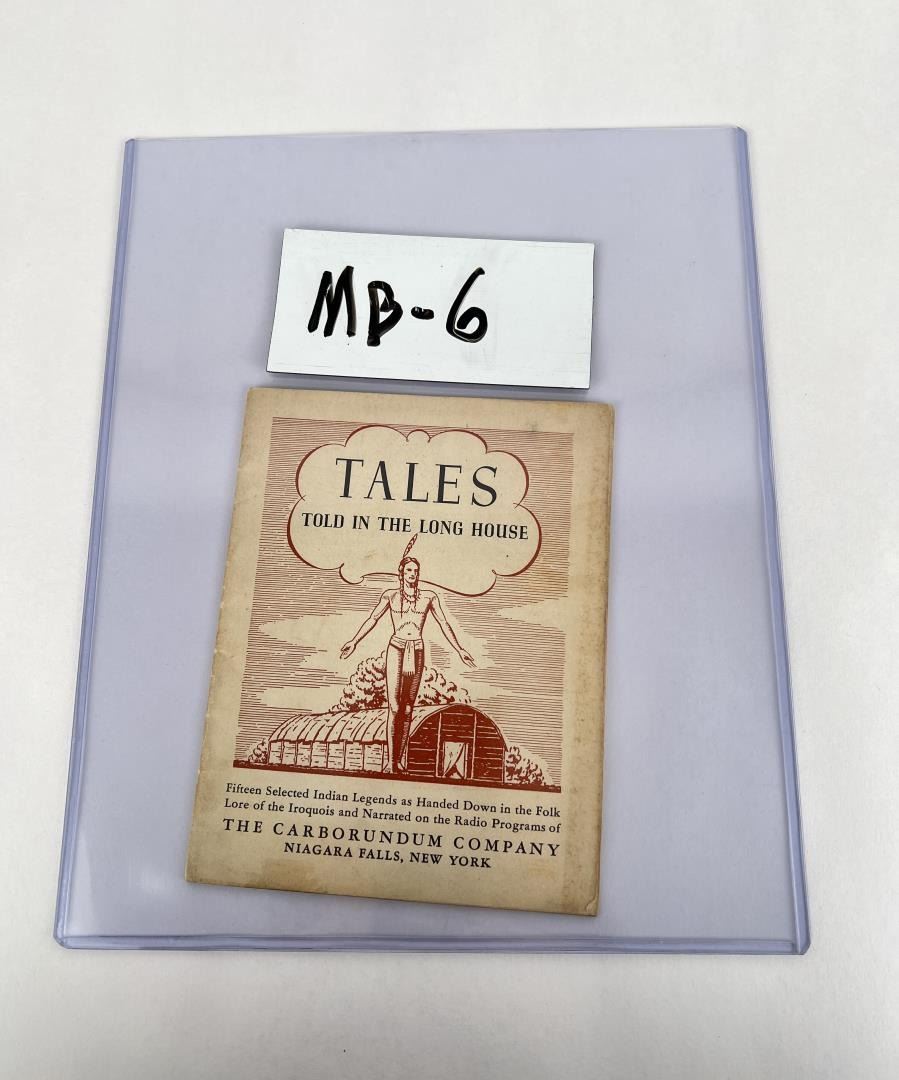 MB-6
TALES
TOLD IN THE LONG HOUSE
Fifteen Selected Indian Legends as Handed Down in the Folk
Lore of the Iroquois and Narrated on the Radio Programs of
THE CARBORUNDUM COMPANY
NIAGARA FALLS, NEW YORK